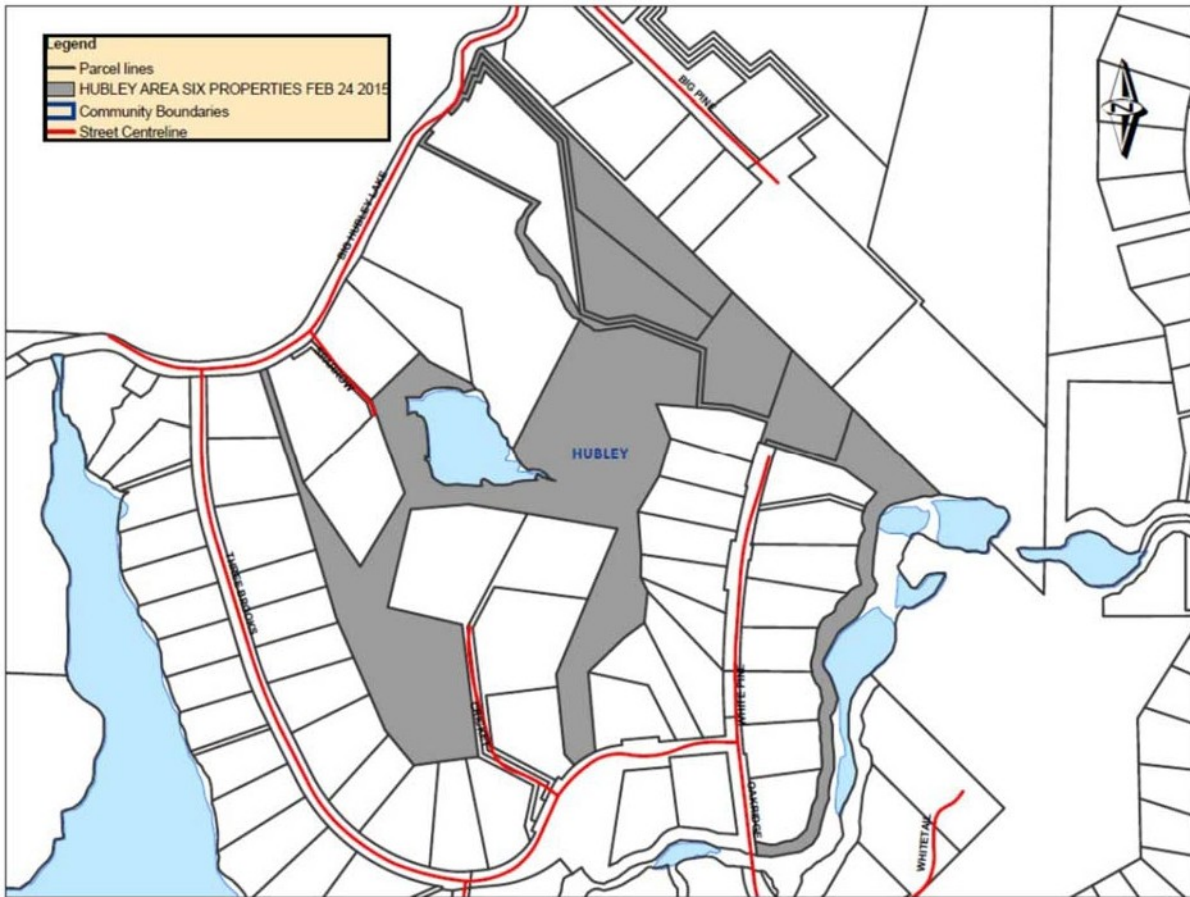 Legend
Parcel lines
HUBLEY AREA SIX PROPERTIES FEB 24 2015
Community Boundaries
Street Centreline
BIG PINE
Z
BIG HUBLEY LAKE
HUBLEY
THREE BROOKS
CRICKET
WHITE PINE
OAKRIDGE
WHITETAIL